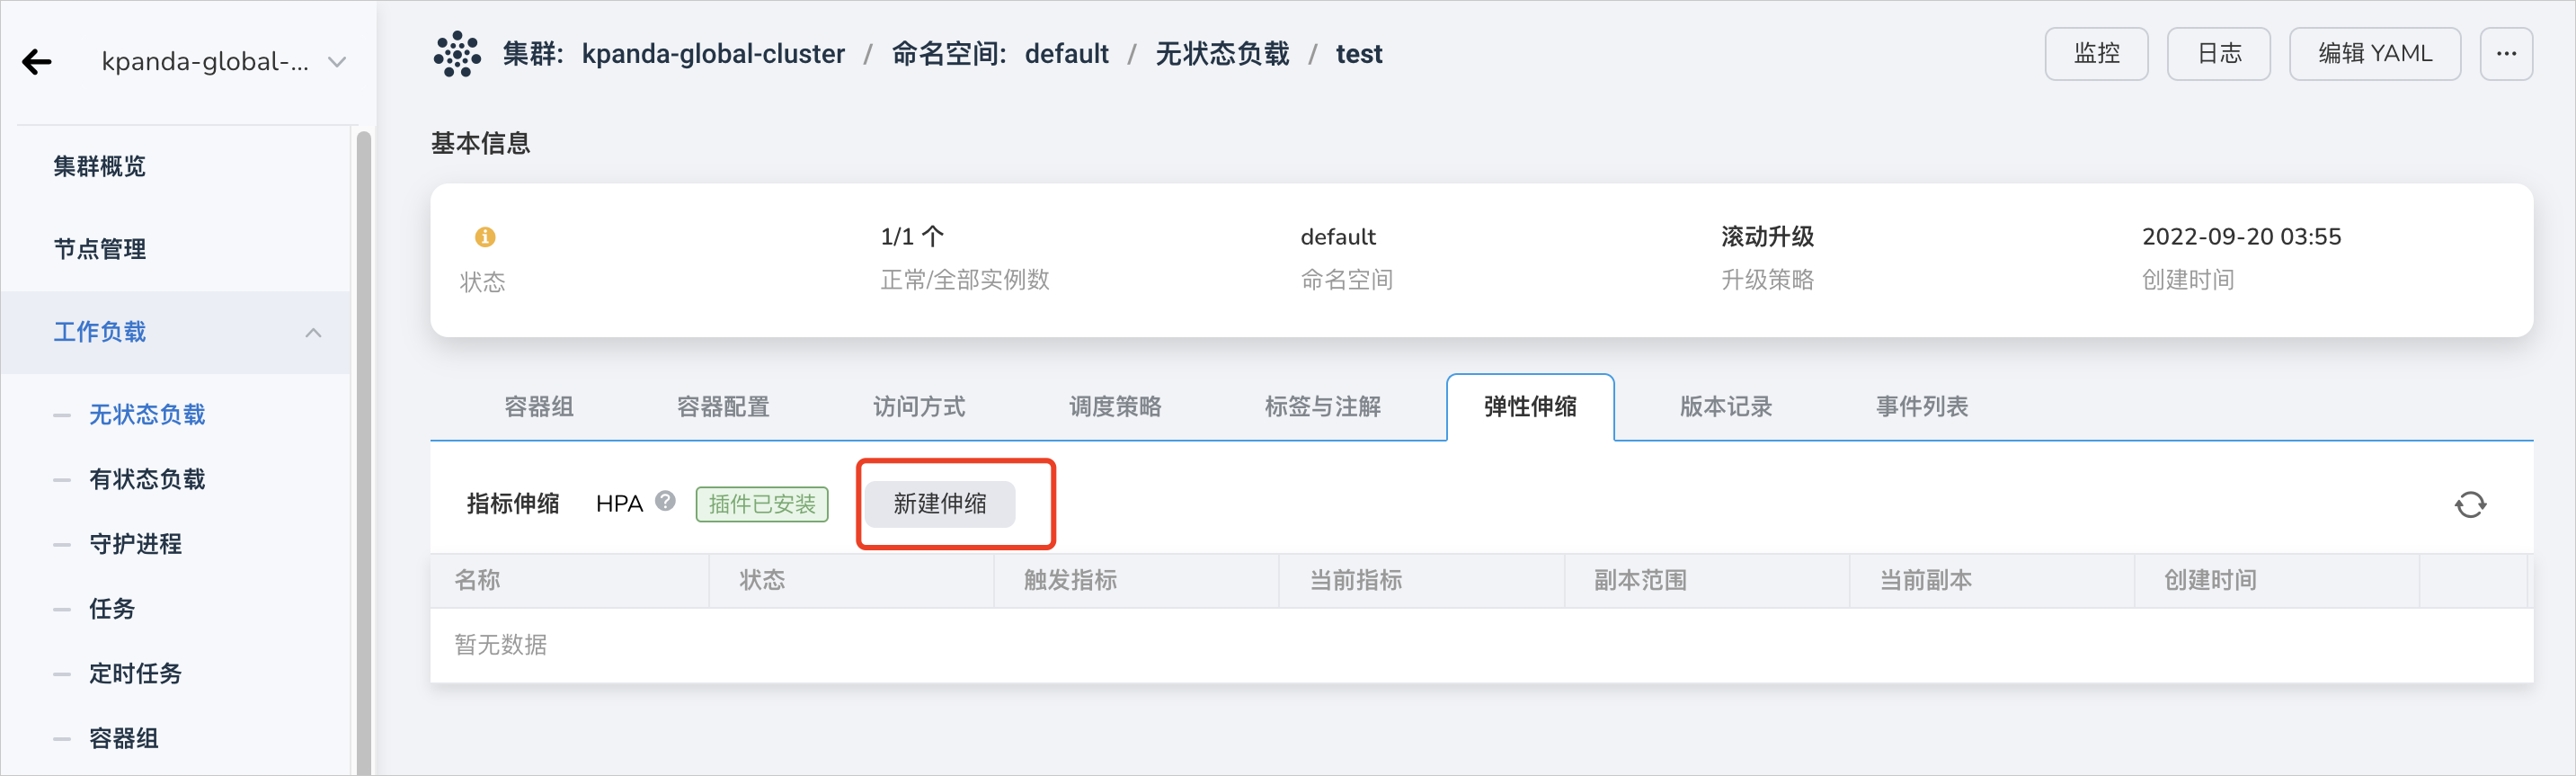 kpanda-global-...
集群概览
节点管理
工作负载
无状态负载
有状态负载
守护进程
任务
定时任务
容器组
集群: kpanda-global-cluster / 命名空间: default / 无状态负载 / test
监控 日志 编辑 YAML ...
基本信息
1/1 个 default 滚动升级 2022-09-20 03:55
状态 正常/全部实例数 命名空间 升级策略 创建时间
容器组 容器配置 访问方式 调度策略 标签与注解 弹性伸缩 版本记录 事件列表
指标伸缩 HPA ? 插件已安装 新建伸缩
名称 状态 触发指标 当前指标 副本范围 当前副本 创建时间
暂无数据